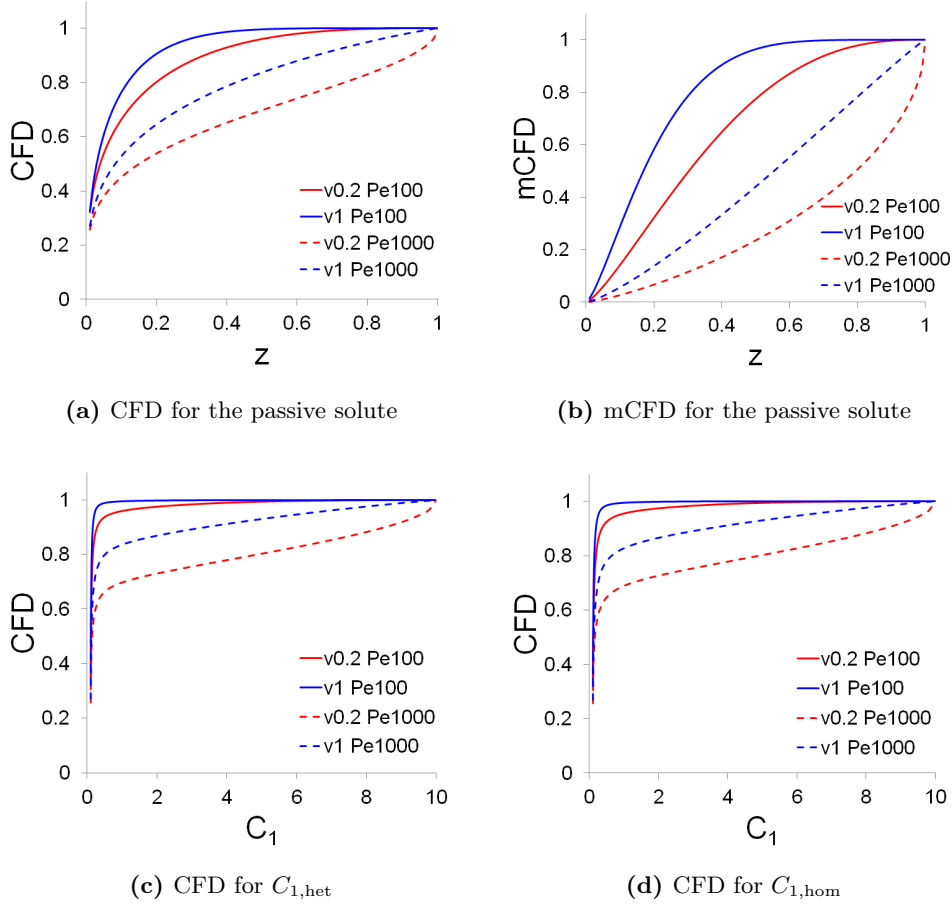 CFD
1
0.8
0.6
0.4
0.2
0
v0.2 Pe100
v1 Pe100
v0.2 Pe1000
v1 Pe1000
0 0.2 0.4 0.6 0.8 1
z
(a) CFD for the passive solute
mCFD
1
0.8
0.6
0.4
0.2
0
v0.2 Pe100
v1 Pe100
v0.2 Pe1000
v1 Pe1000
0 0.2 0.4 0.6 0.8 1
z
(b) mCFD for the passive solute
CFD
1
0.8
0.6
0.4
0.2
0
v0.2 Pe100
v1 Pe100
v0.2 Pe1000
v1 Pe1000
0 2 4 6 8 10
C1
(c) CFD for C1,het
CFD
1
0.8
0.6
0.4
0.2
0
v0.2 Pe100
v1 Pe100
v0.2 Pe1000
v1 Pe1000
0 2 4 6 8 10
C1
(d) CFD for C1,hom